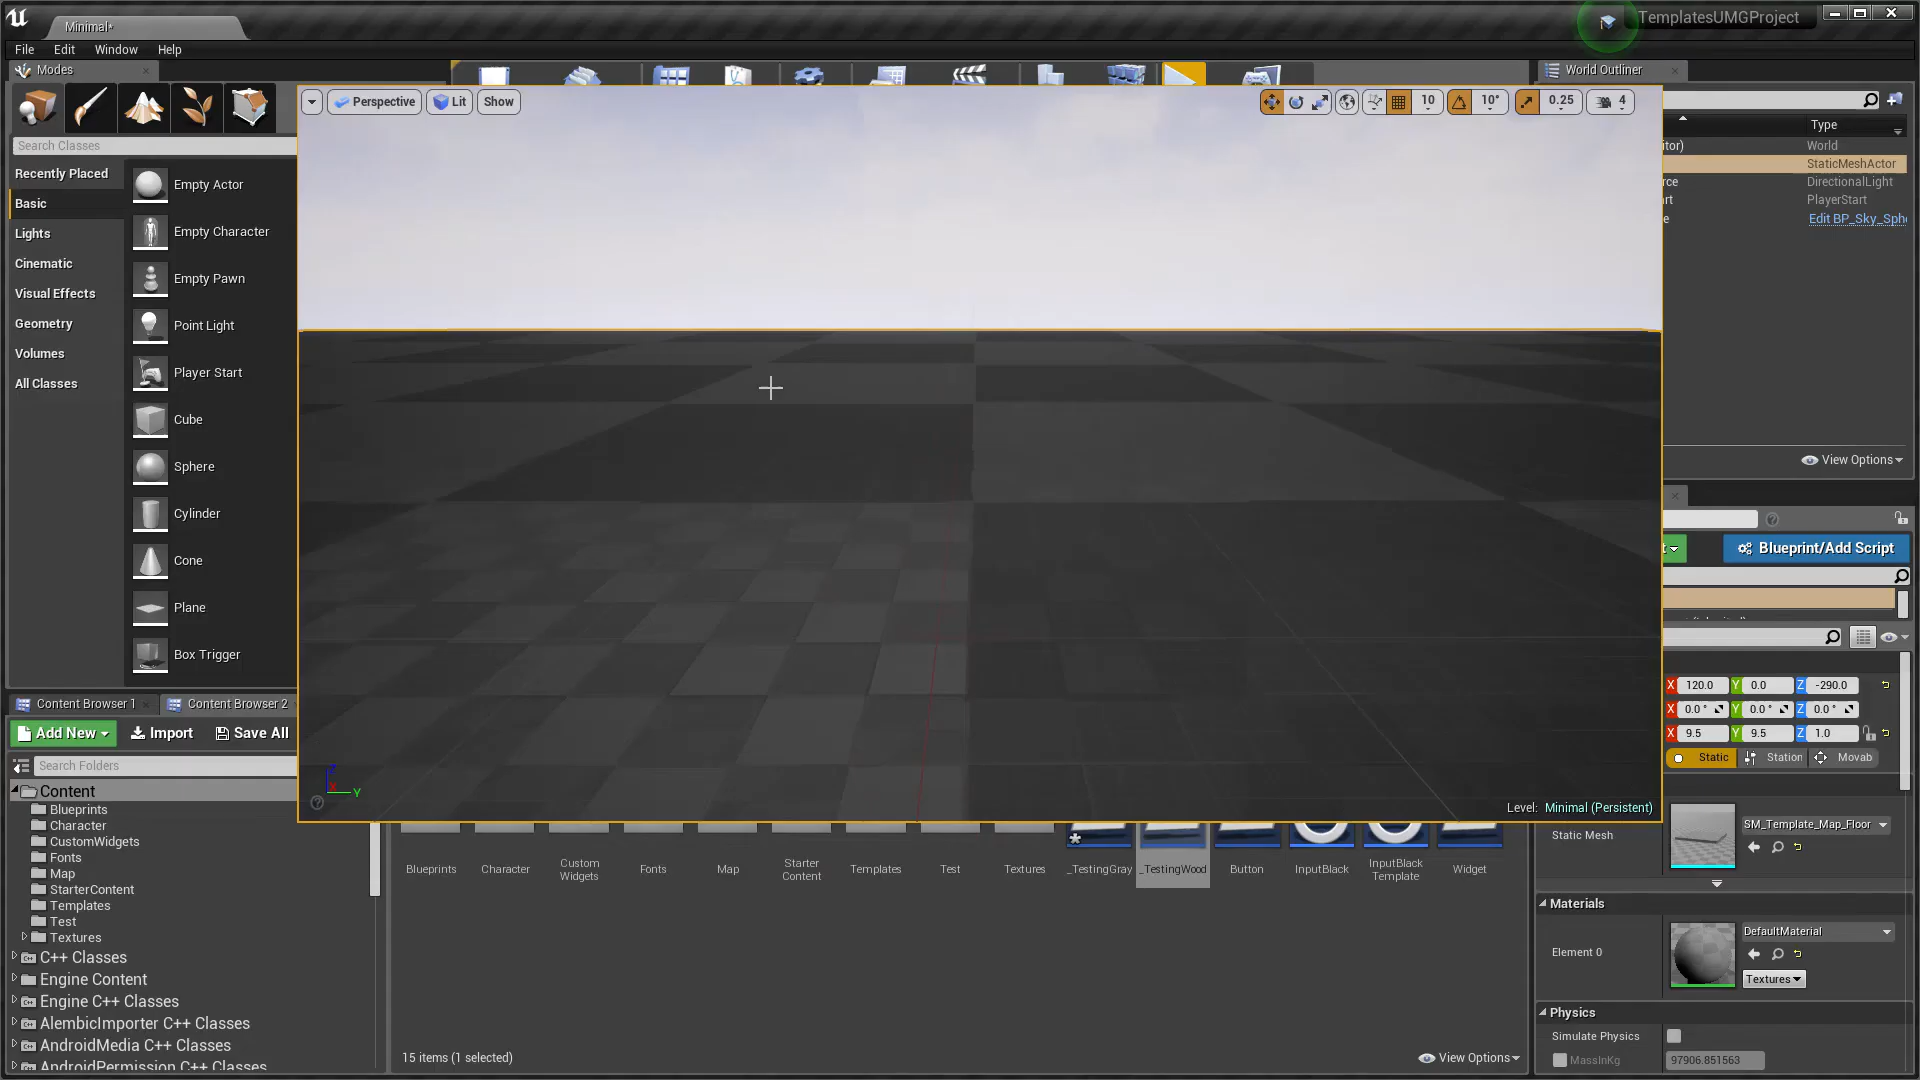 Minimal*
TemplatesUMGProject
File Edit Window Help
Modes
World Outliner
Perspective Lit Show
10 10° 0.25 4
Search Classes
Type
Recently Placed
Basic
Lights
Cinematic
Visual Effects
Geometry
Volumes
All Classes
Empty Actor
Empty Character
Empty Pawn
Point Light
Player Start
Cube
Sphere
Cylinder
Cone
Plane
Box Trigger
itor) World
StaticMeshActor
rce DirectionalLight
rt PlayerStart
e Edit BP_Sky_Sph
View Options
Blueprint/Add Script
X 120.0 Y 0.0 Z -290.0
X 0.0 ° Y 0.0 ° Z 0.0 °
X 9.5 Y 9.5 Z 1.0
Static Station Movab
Content Browser 1 Content Browser 2
Add New Import Save All
Search Folders
Content
Blueprints
Character
CustomWidgets
Fonts
Map
StarterContent
Templates
Test
Textures
C++ Classes
Engine Content
Engine C++ Classes
AlembicImporter C++ Classes
AndroidMedia C++ Classes
AndroidPermission C++ Classes
Z
X
Y
Level: Minimal (Persistent)
Blueprints
Character
Custom
Widgets
Fonts
Map
Starter
Content
Templates
Test
Textures
_TestingGray
_TestingWood
Button
InputBlack
InputBlack
Template
Widget
15 items (1 selected)
View Options
Static Mesh
SM_Template_Map_Floor
Materials
Element 0
DefaultMaterial
Textures
Physics
Simulate Physics
MassInKg 97906.851563